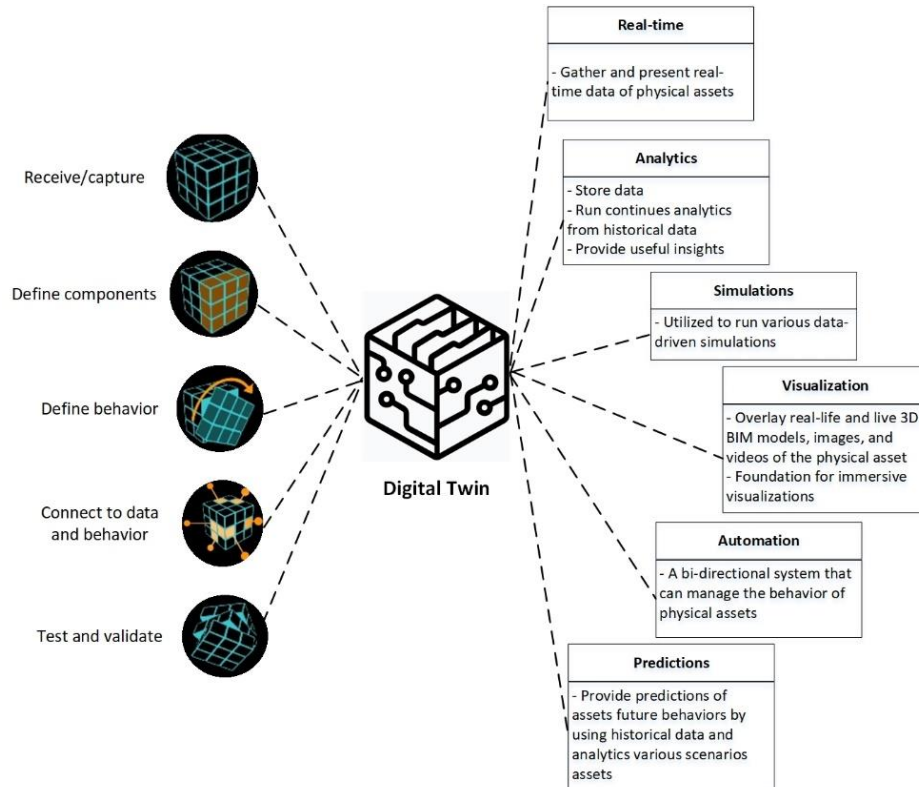 Receive/capture
Define components
Define behavior
Connect to data
and behavior
Test and validate
Digital Twin
Real-time
- Gather and present real-
time data of physical assets
Analytics
- Store data
- Run continues analytics
from historical data
- Provide useful insights
Simulations
- Utilized to run various data-
driven simulations
Visualization
- Overlay real-life and live 3D
BIM models, images, and
videos of the physical asset
- Foundation for immersive
visualizations
Automation
- A bi-directional system that
can manage the behavior of
physical assets
Predictions
- Provide predictions of
assets future behaviors by
using historical data and
analytics various scenarios
assets